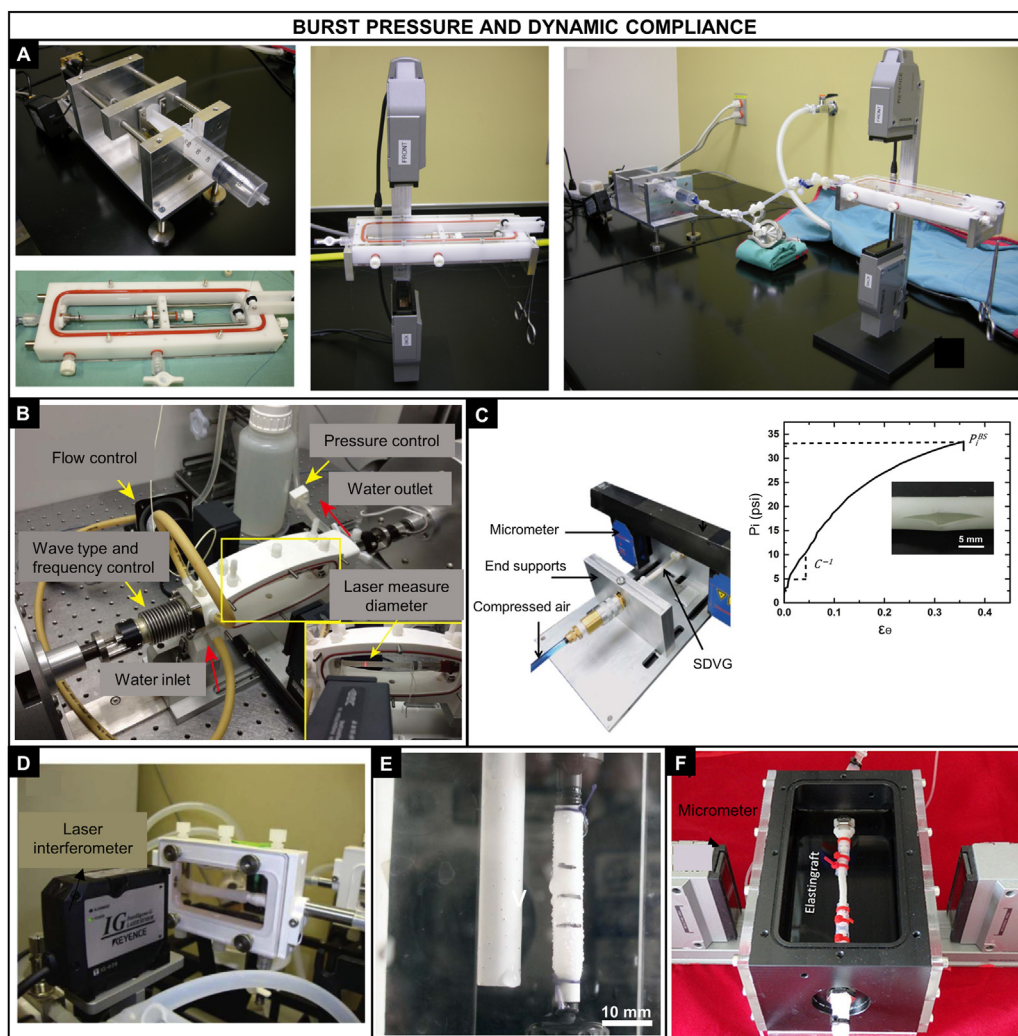 BURST PRESSURE AND DYNAMIC COMPLIANCE
A
FRONT
FRONT
B
Flow control
Pressure control
Water outlet
Wave type and
frequency control
Laser measure
diameter
Water inlet
C
Micrometer
End supports
Compressed air
SDVG
Pi (psi)
35
30
25
20
15
10
5
0
0.0
0.1
0.2
0.3
0.4
εΘ
P_i^BS
C⁻¹
5 mm
D
Laser
interferometer
IG
KEYENCE
E
10 mm
F
Micrometer
Elastingraft